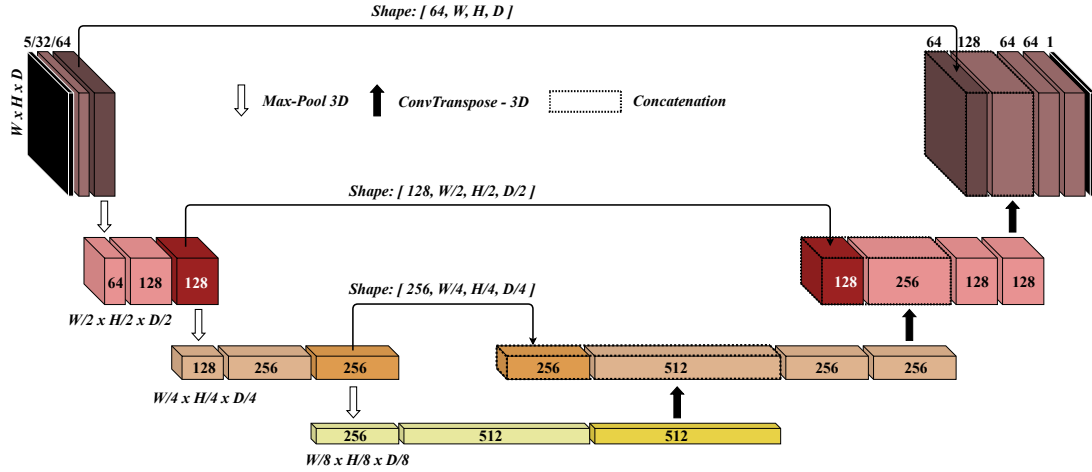 Shape: [ 64, W, H, D ]
5/32/64
64 128 64 64 1
W x H x D
Max-Pool 3D
ConvTranspose - 3D
Concatenation
Shape: [ 128, W/2, H/2, D/2 ]
64 128 128
128 256 128 128
W/2 x H/2 x D/2
Shape: [ 256, W/4, H/4, D/4 ]
128 256 256
256 512 256 256
W/4 x H/4 x D/4
256 512 512
W/8 x H/8 x D/8